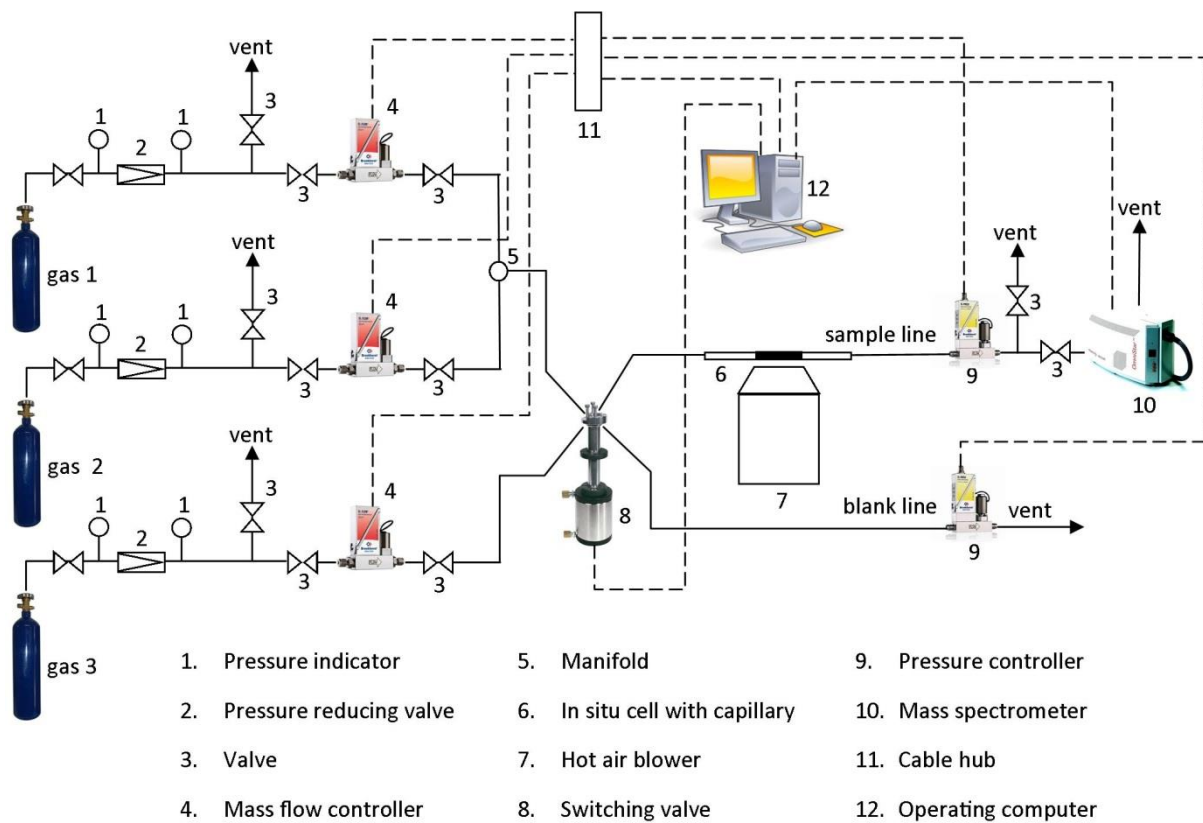 vent
3
4
1
2
1
11
3
3
12
gas 1
5
vent
vent
vent
3
4
1
2
1
3
sample line
3
3
9
3
10
6
gas 2
vent
3
4
1
2
1
7
8
blank line
vent
3
3
9
gas 3
1. Pressure indicator
2. Pressure reducing valve
3. Valve
4. Mass flow controller
5. Manifold
6. In situ cell with capillary
7. Hot air blower
8. Switching valve
9. Pressure controller
10. Mass spectrometer
11. Cable hub
12. Operating computer